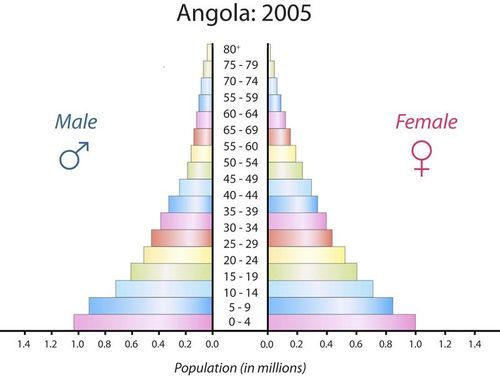 Angola: 2005
80+
75 - 79
70 - 74
55 - 59
60 - 64
65 - 69
55 - 60
50 - 54
45 - 49
40 - 44
35 - 39
30 - 34
25 - 29
20 - 24
15 - 19
10 - 14
5 - 9
0 - 4
Male
Female
1.4 1.2 1.0 0.8 0.6 0.4 0.2 0.0 0.0 0.2 0.4 0.6 0.8 1.0 1.2 1.4
Population (in millions)